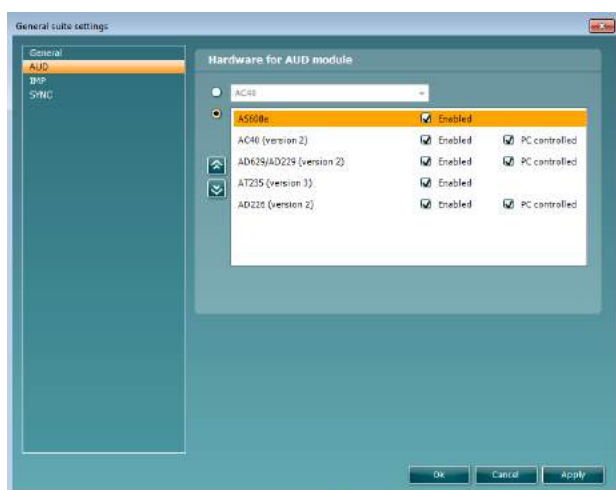 General suite settings
General
AUD
IMP
SYNC
Hardware for AUD module
AC40
AS608e Enabled
AC40 (version 2) Enabled PC controlled
AD629/AD229 (version 2) Enabled PC controlled
AT235 (version 3) Enabled
AD226 (version 2) Enabled PC controlled
Ok Cancel Apply